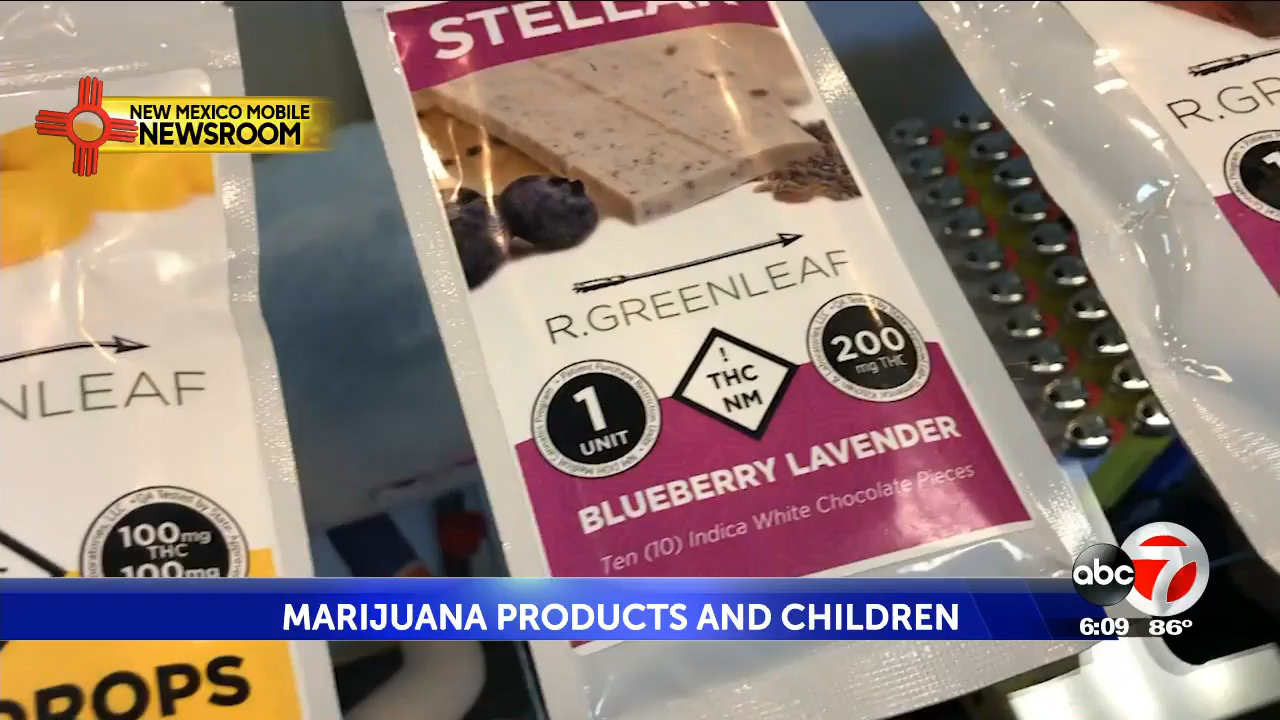 STELLAR
NEW MEXICO MOBILE
NEWSROOM
R.GREENLEAF
1
UNIT
!
THC
NM
200
mg THC
BLUEBERRY LAVENDER
Ten (10) Indica White Chocolate Pieces
R.GR
NLEAF
100mg
THC
100mg
DROPS
MARIJUANA PRODUCTS AND CHILDREN
abc 7
6:09 86º